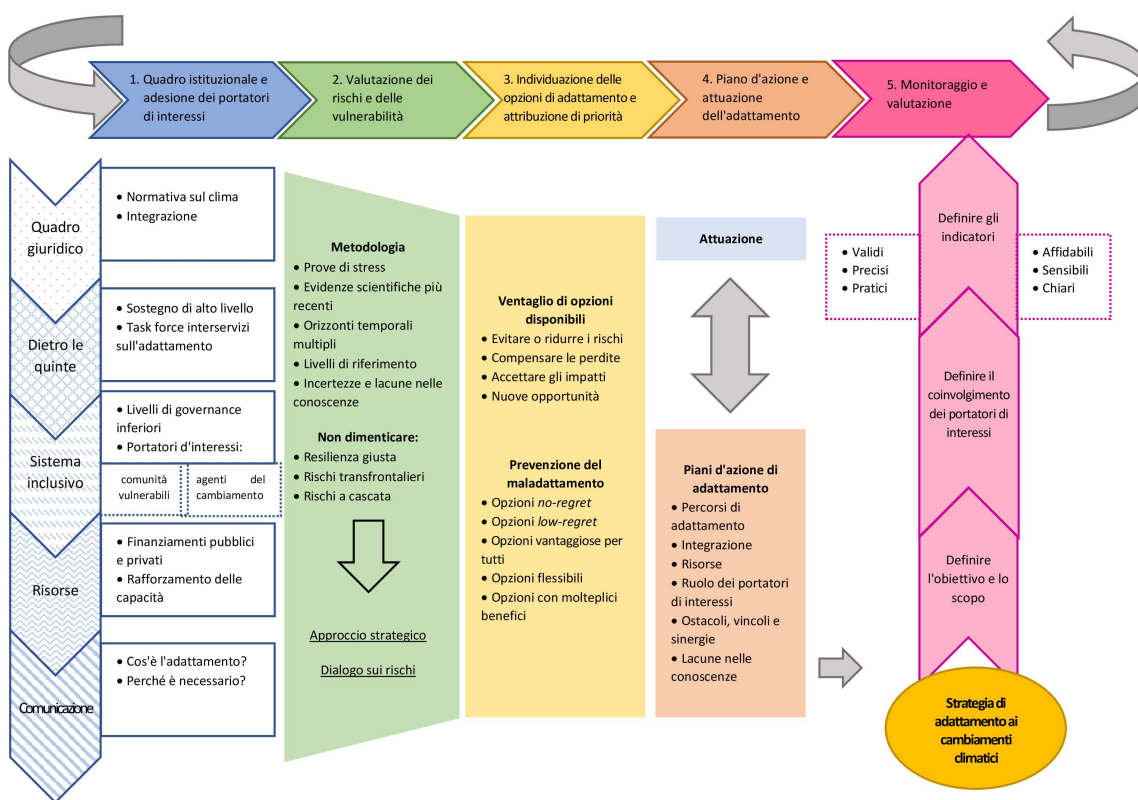 1. Quadro istituzionale e
adesione dei portatori
di interessi
2. Valutazione dei
rischi e delle
vulnerabilità
3. Individuazione delle
opzioni di adattamento e
attribuzione di priorità
4. Piano d'azione e
attuazione
dell'adattamento
5. Monitoraggio e
valutazione
Quadro
giuridico
• Normativa sul clima
• Integrazione
Dietro le
quinte
• Sostegno di alto livello
• Task force interservizi
sull'adattamento
Sistema
inclusivo
• Livelli di governance
inferiori
• Portatori d'interessi:
comunità
vulnerabili
agenti del
cambiamento
Risorse
• Finanziamenti pubblici
e privati
• Rafforzamento delle
capacità
Comunicazione
• Cos'è l'adattamento?
• Perché è necessario?
Metodologia
• Prove di stress
• Evidenze scientifiche più
recenti
• Orizzonti temporali
multipli
• Livelli di riferimento
• Incertezze e lacune nelle
conoscenze
Non dimenticare:
• Resilienza giusta
• Rischi transfrontalieri
• Rischi a cascata
Approccio strategico
Dialogo sui rischi
Ventaglio di opzioni
disponibili
• Evitare o ridurre i rischi
• Compensare le perdite
• Accettare gli impatti
• Nuove opportunità
Prevenzione del
maladattamento
• Opzioni no-regret
• Opzioni low-regret
• Opzioni vantaggiose per
tutti
• Opzioni flessibili
• Opzioni con molteplici
benefici
Attuazione
Piani d'azione di
adattamento
• Percorsi di
adattamento
• Integrazione
• Risorse
• Ruolo dei portatori
di interessi
• Ostacoli, vincoli e
sinergie
• Lacune nelle
conoscenze
Definire gli
indicatori
• Validi
• Precisi
• Pratici
• Affidabili
• Sensibili
• Chiari
Definire il
coinvolgimento
dei portatori di
interessi
Definire
l'obiettivo e lo
scopo
Strategia di
adattamento ai
cambiamenti
climatici